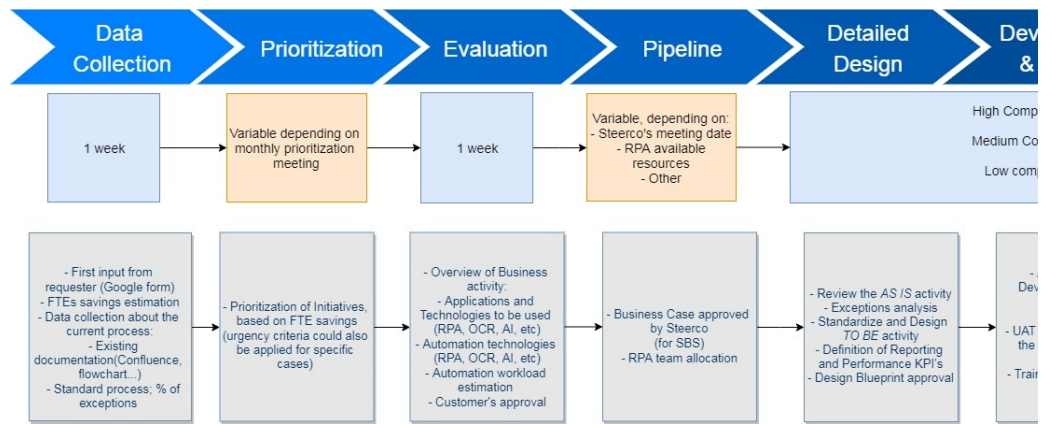 Data
Collection
Prioritization
Evaluation
Pipeline
Detailed
Design
&
1 week
Variable depending on
monthly prioritization
meeting
1 week
Variable, depending on:
- Steerco's meeting date
- RPA available
resources
- Other
High
Medium
Low
- First input from
requester (Google form)
- FTEs savings estimation
- Data collection about the
current process:
- Existing
documentation(Confluence,
flowchart...)
- Standard process; % of
exceptions
- Prioritization of Initiatives,
based on FTE savings
(urgency criteria could also
be applied for specific
cases)
- Overview of Business
activity:
- Applications and
Technologies to be used
(RPA, OCR, AI, etc)
- Automation technologies
(RPA, OCR, AI, etc)
- Automation workload
estimation
- Customer's approval
- Business Case approved
by Steerco
(for SBS)
- RPA team allocation
- Review the AS IS activity
- Exceptions analysis
- Standardize and Design
TO BE activity
- Definition of Reporting
and Performance KPI's
- Design Blueprint approval
- UAT
the